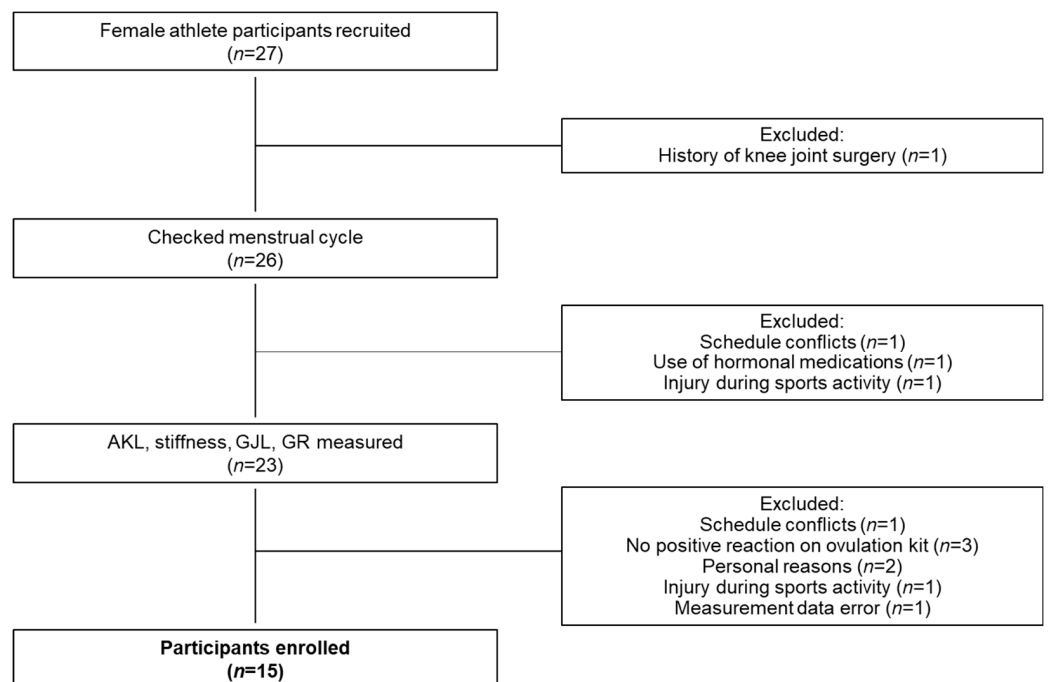 Female athlete participants recruited
(n=27)
Excluded:
History of knee joint surgery (n=1)
Checked menstrual cycle
(n=26)
Excluded:
Schedule conflicts (n=1)
Use of hormonal medications (n=1)
Injury during sports activity (n=1)
AKL, stiffness, GJL, GR measured
(n=23)
Excluded:
Schedule conflicts (n=1)
No positive reaction on ovulation kit (n=3)
Personal reasons (n=2)
Injury during sports activity (n=1)
Measurement data error (n=1)
Participants enrolled
(n=15)